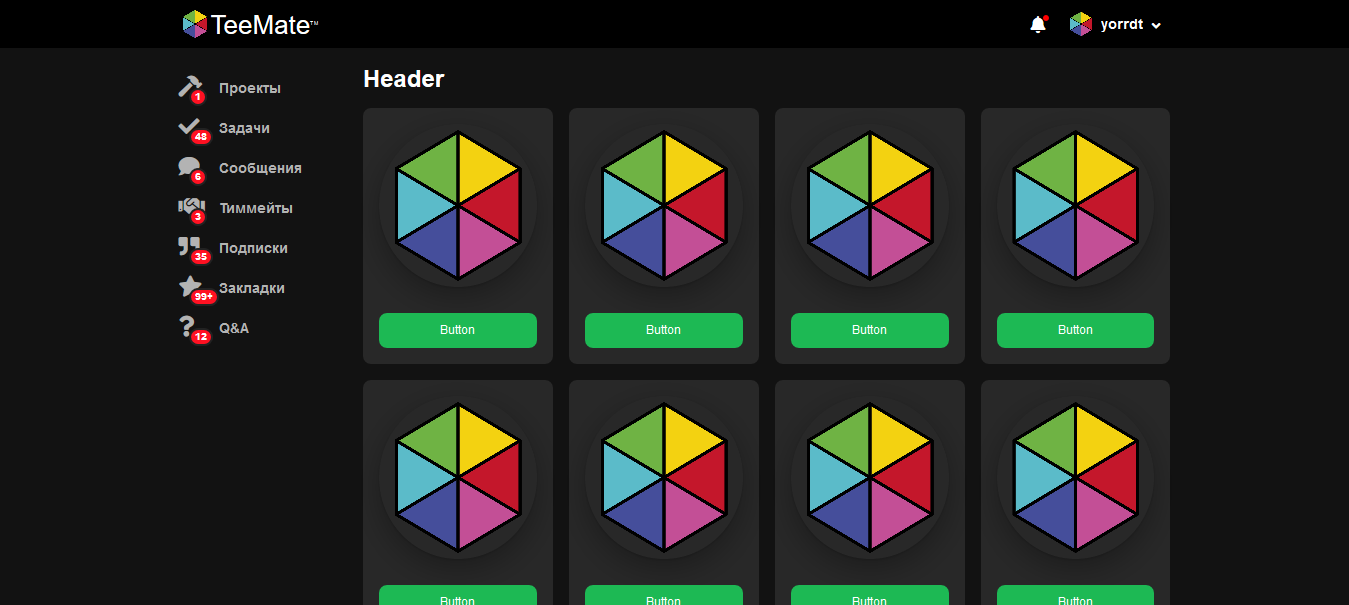 TeeMate™
yorrdt
Проекты
1
Задачи
48
Сообщения
6
Тиммейты
3
Подписки
35
Закладки
99+
Q&A
12
Header
Button
Button
Button
Button
Button
Button
Button
Button